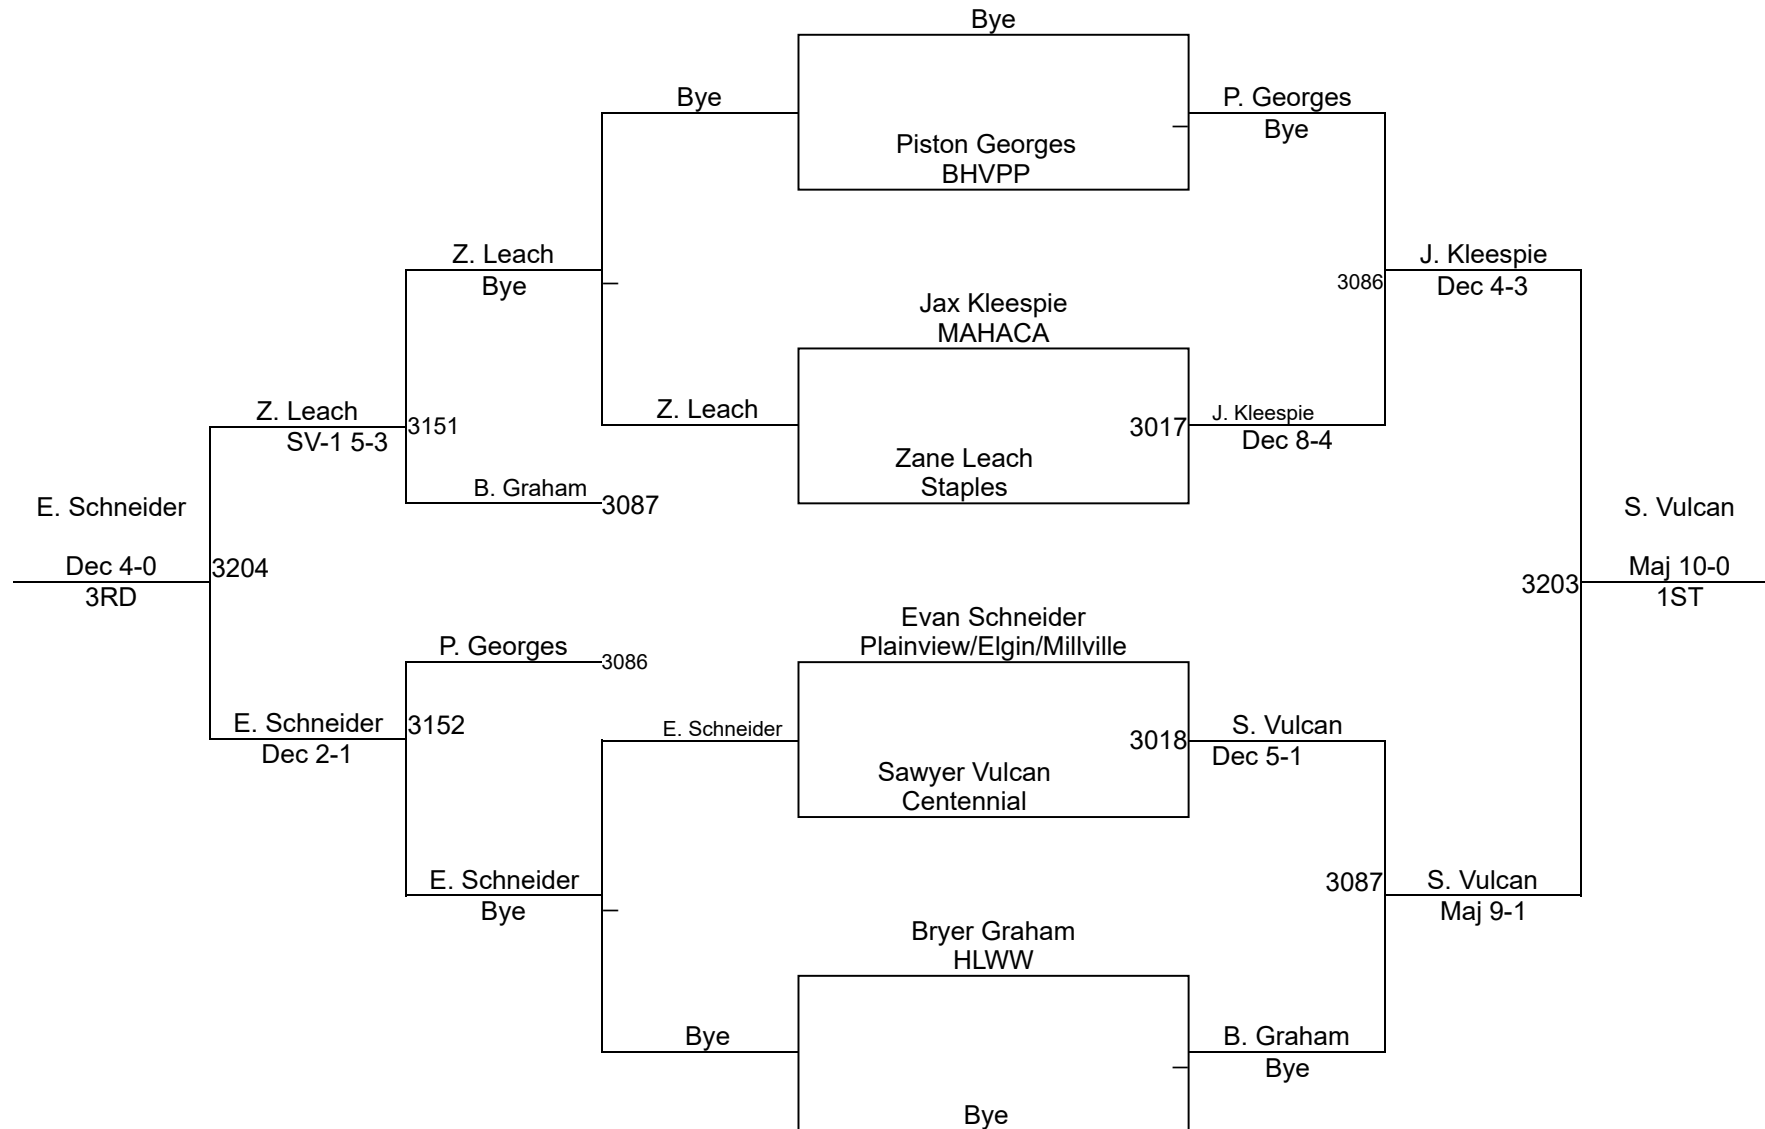 Bye
Bye
P. Georges
Bye
Piston Georges
BHVPP
Z. Leach
Bye
J. Kleespie
Dec 4-3
3086
Jax Kleespie
MAHACA
Z. Leach
SV-1 5-3
3151
Z. Leach
3017
J. Kleespie
Dec 8-4
Zane Leach
Staples
B. Graham
3087
E. Schneider
S. Vulcan
Dec 4-0
3RD
3204
3203
Maj 10-0
1ST
Evan Schneider
Plainview/Elgin/Millville
P. Georges
3086
E. Schneider
Dec 2-1
3152
E. Schneider
3018
S. Vulcan
Dec 5-1
Sawyer Vulcan
Centennial
E. Schneider
Bye
3087
S. Vulcan
Maj 9-1
Bryer Graham
HLWW
Bye
B. Graham
Bye
Bye